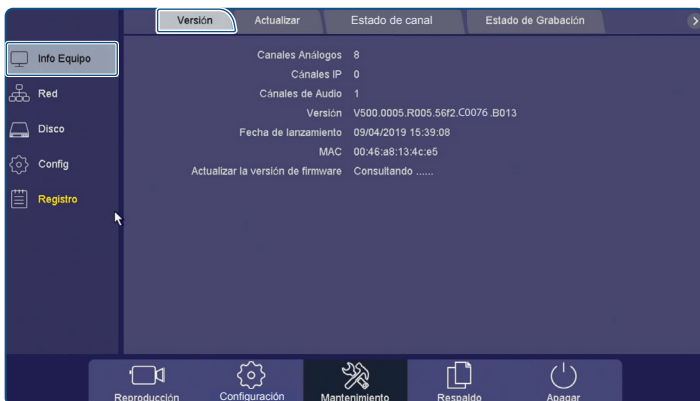 Versión
Actualizar
Estado de canal
Estado de Grabación
Info Equipo
Red
Disco
Config
Registro
Canales Análogos 8
Cánales IP 0
Cánales de Audio 1
Versión V500.0005.R005.56f2.C0076.B013
Fecha de lanzamiento 09/04/2019 15:39:08
MAC 00:46:a8:13:4c:e5
Actualizar la versión de firmware Consultando ......
Reproducción
Configuración
Mantenimiento
Respaldo
Apagar